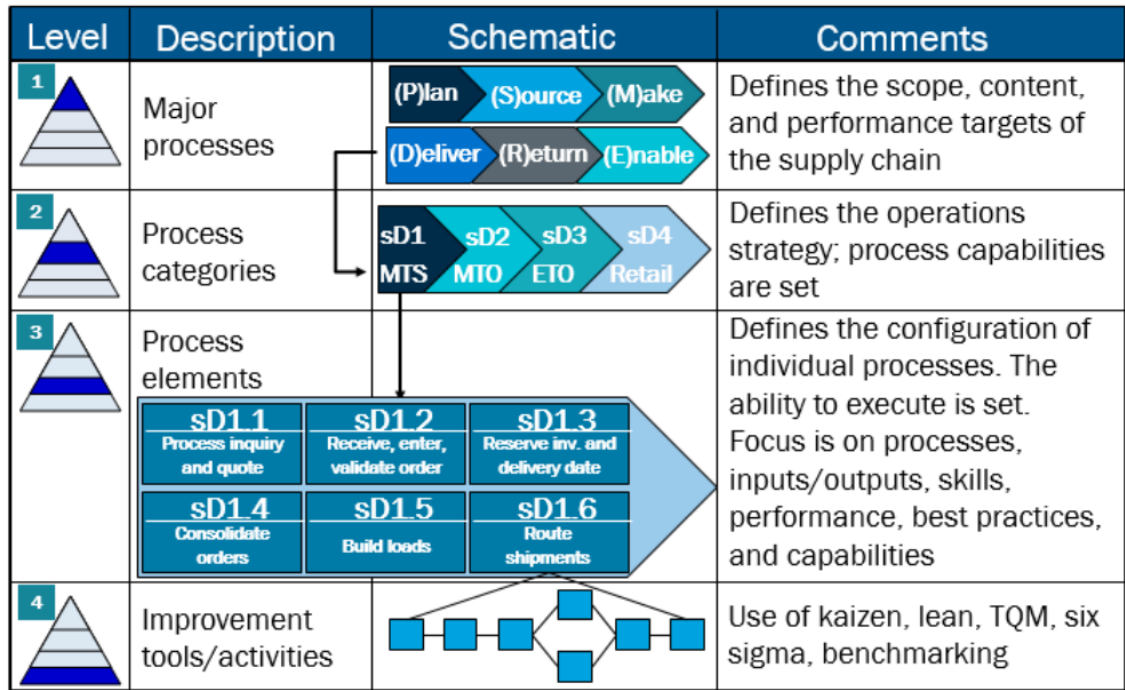 Level
Description
Schematic
Comments
1
Major
processes
(P)lan
(S)ource
(M)ake
(D)eliver
(R)eturn
(E)nable
Defines the scope, content,
and performance targets of
the supply chain
2
Process
categories
sD1
MTS
sD2
MTO
sD3
ETO
sD4
Retail
Defines the operations
strategy; process capabilities
are set
3
Process
elements
sD1.1
Process inquiry
and quote
sD1.2
Receive, enter,
validate order
sD1.3
Reserve inv. and
delivery date
sD1.4
Consolidate
orders
sD1.5
Build loads
sD1.6
Route
shipments
Defines the configuration of
individual processes. The
ability to execute is set.
Focus is on processes,
inputs/outputs, skills,
performance, best practices,
and capabilities
4
Improvement
tools/activities
Use of kaizen, lean, TQM, six
sigma, benchmarking